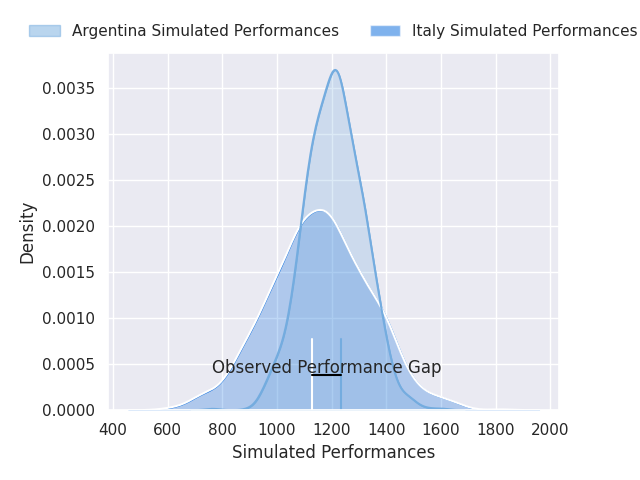 Argentina Simulated Performances
Italy Simulated Performances
0.0035
0.0030
0.0025
0.0020
0.0015
0.0010
0.0005
0.0000
Density
Observed Performance Gap
400 600 800 1000 1200 1400 1600 1800 2000
Simulated Performances